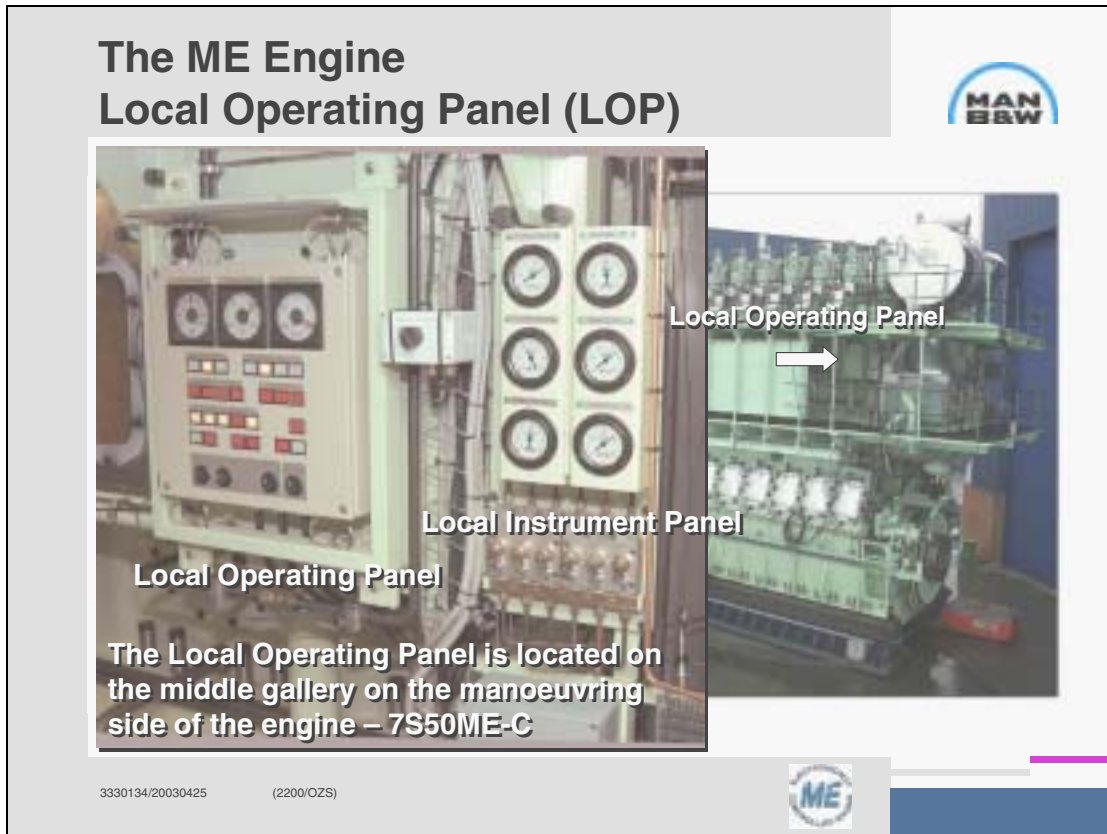 The ME Engine
Local Operating Panel (LOP)
MAN
B&W
Local Operating Panel
Local Instrument Panel
Local Operating Panel
The Local Operating Panel is located on
the middle gallery on the manoeuvring
side of the engine – 7S50ME-C
3330134/20030425 (2200/OZS)
ME